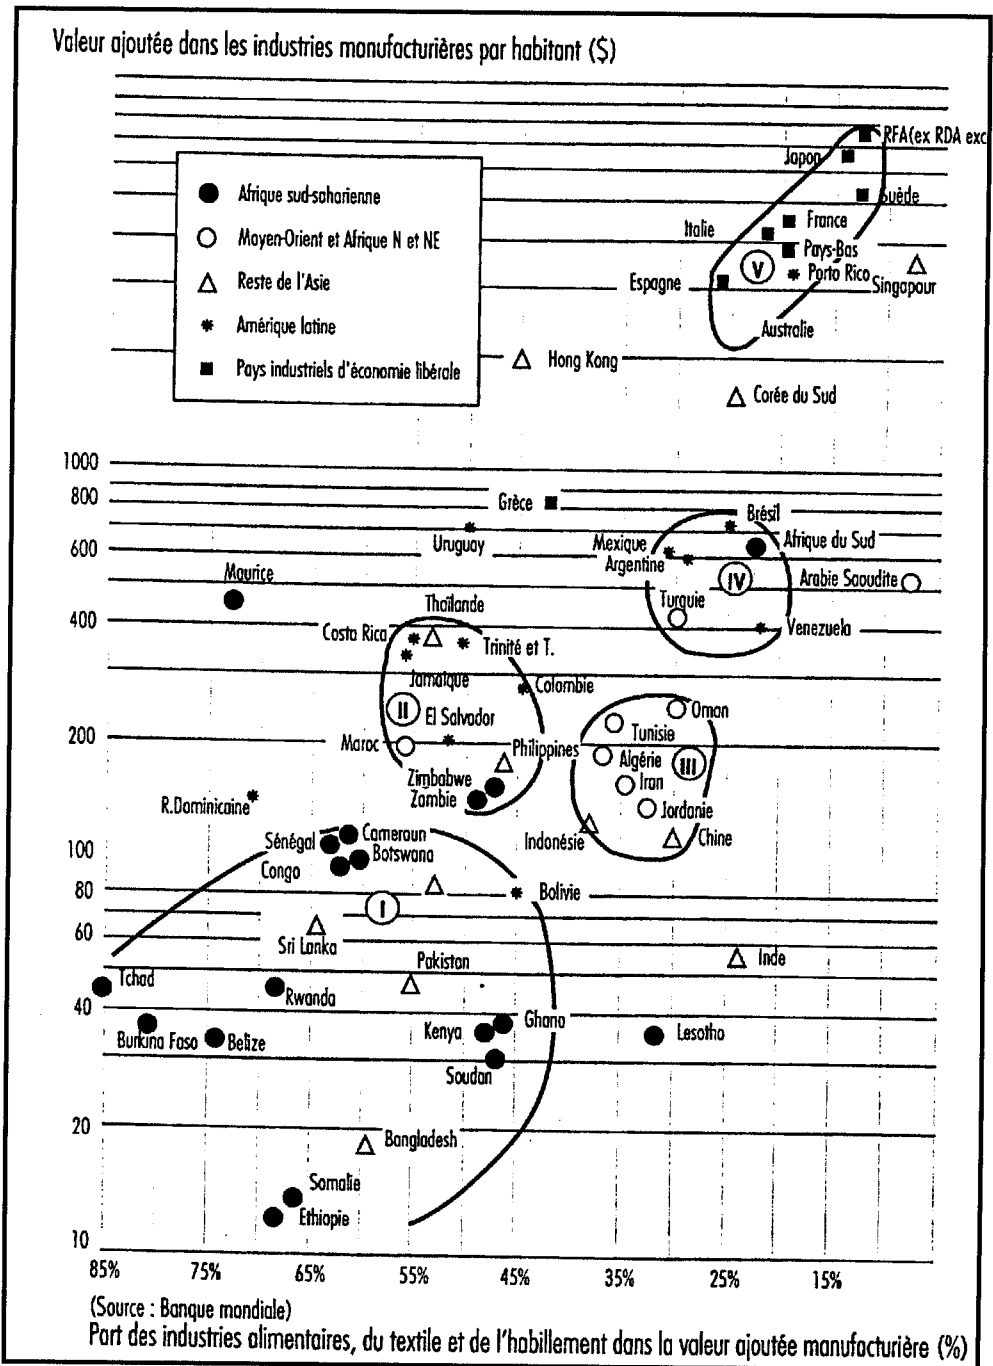 Valeur ajoutée dans les industries manufacturières par habitant ($)
RFA(ex RDA exc
Japon
Suède
France
Italie
Pays-Bas
V
Porto Rico
Singapour
Espagne
Australie
Afrique sud-saharienne
Moyen-Orient et Afrique N et NE
Reste de l'Asie
Amérique latine
Pays industriels d'économie libérale
Hong Kong
Corée du Sud
1000
800
Grèce
Brésil
Uruguay
Mexique
Afrique du Sud
600
Argentine
Maurice
IV
Arabie Saoudite
Thaïlande
Turquie
400
Costa Rica
Trinité et T.
Venezuela
Jamaïque
Colombie
II
El Salvador
Oman
Tunisie
200
Maroc
Philippines
Algérie
III
Zimbabwe
Iran
Zambie
R.Dominicaine
Jordanie
Sénégal
Cameroun
Indonésie
Chine
100
Botswana
Congo
80
Bolivie
I
60
Sri Lanka
Pakistan
Inde
Tchad
Rwanda
40
Ghana
Kenya
Lesotho
Burkina Faso
Belize
Soudan
20
Bangladesh
Somalie
Ethiopie
10
85% 75% 65% 55% 45% 35% 25% 15%
(Source : Banque mondiale)
Part des industries alimentaires, du textile et de l'habillement dans la valeur ajoutée manufacturière (%)